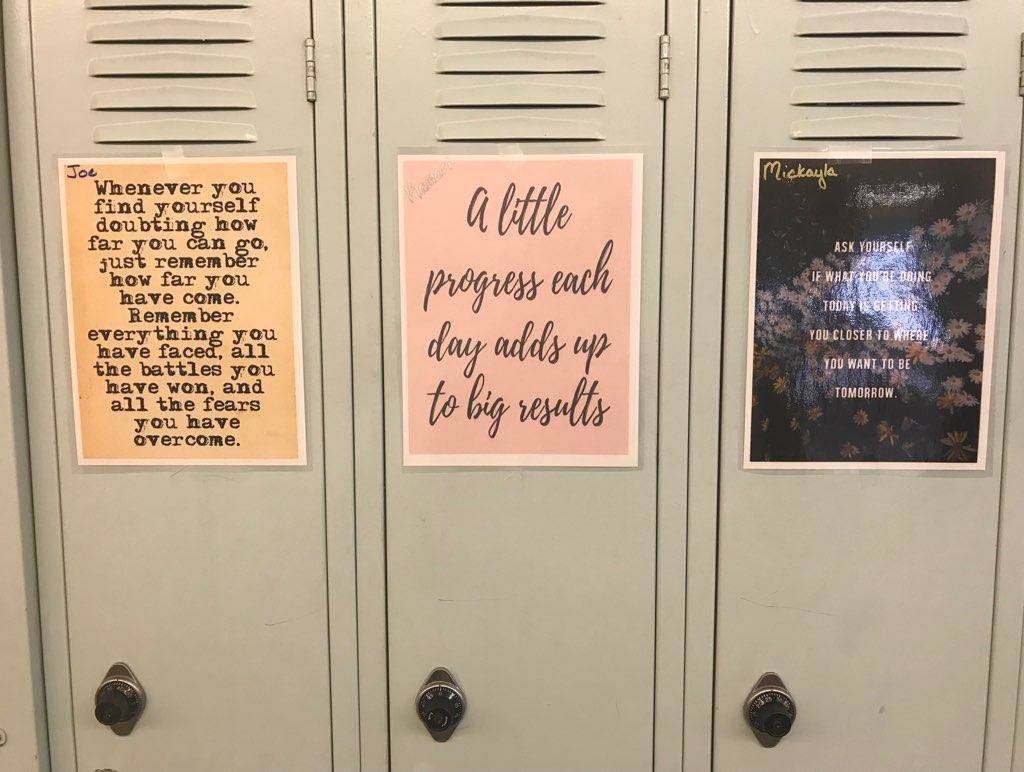 Joe
Whenever you
find yourself
doubting how
far you can go,
just remember
how far you
have come.
Remember
everything you
have faced, all
the battles you
have won, and
all the fears
you have
overcome.
A little
progress each
day adds up
to big results
Mickayla
ASK YOURSELF
IF WHAT YOU'RE DOING
TODAY IS GETTING
YOU CLOSER TO WHERE
YOU WANT TO BE
TOMORROW.